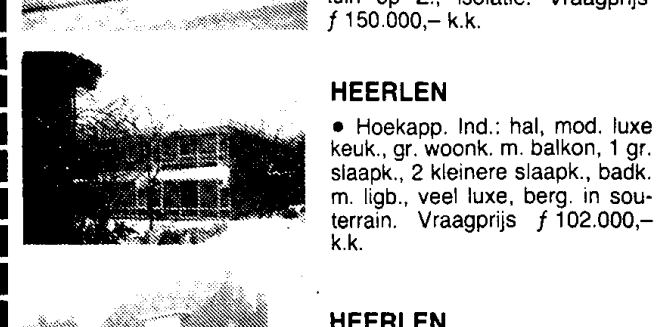 tuin op Z., isolatie. Vraagprijs
ƒ 150.000,– k.k.
HEERLEN
● Hoekapp. Ind.: hal, mod. luxe
keuk., gr. woonk. m. balkon, 1 gr.
slaapk., 2 kleinere slaapk., badk.
m. ligb., veel luxe, berg. in sou-
terrain. Vraagprijs ƒ 102.000,–
k.k.
HEERLEN